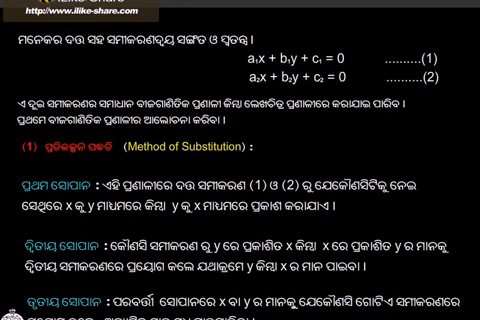 http://www.ilike-share.com
ମନେକର ଦତ୍ତ ସହ ସମୀକରଣଦ୍ଵୟ ସଙ୍ଗତ ଓ ସ୍ଵତନ୍ତ୍ର ।
a₁x + b₁y + c₁ = 0 ..........(1)
a₂x + b₂y + c₂ = 0 ..........(2)
ଏ ଦୁଇ ସମୀକରଣର ସମାଧାନ ବୀଜଗାଣିତିକ ପ୍ରଣାଳୀ କିମ୍ବା ଲେଖଚିତ୍ର ପ୍ରଣାଳୀରେ କରାଯାଇ ପାରିବ ।
ପ୍ରଥମେ ବୀଜଗାଣିତିକ ପ୍ରଣାଳୀର ଆଲୋଚନା କରିବା ।
(1) ପ୍ରତିକଳ୍ପନ ପଦ୍ଧତି (Method of Substitution) :
ପ୍ରଥମ ସୋପାନ : ଏହି ପ୍ରଣାଳୀରେ ଦତ୍ତ ସମୀକରଣ (1) ଓ (2) ରୁ ଯେକୌଣସିଟିକୁ ନେଇ
ସେଥିରେ x କୁ y ମାଧ୍ୟମରେ କିମ୍ବା y କୁ x ମାଧ୍ୟମରେ ପ୍ରକାଶ କରାଯାଏ ।
ଦ୍ଵିତୀୟ ସୋପାନ : କୌଣସି ସମୀକରଣ ରୁ y ରେ ପ୍ରକାଶିତ x କିମ୍ବା x ରେ ପ୍ରକାଶିତ y ର ମାନକୁ
ଦ୍ଵିତୀୟ ସମୀକରଣରେ ପ୍ରୟୋଗ କଲେ ଯଥାକ୍ରମେ y କିମ୍ବା x ର ମାନ ପାଇବା ।
ତୃତୀୟ ସୋପାନ : ପରବର୍ତ୍ତୀ ସୋପାନରେ x ବା y ର ମାନକୁ ଯେକୌଣସି ଗୋଟିଏ ସମୀକରଣରେ